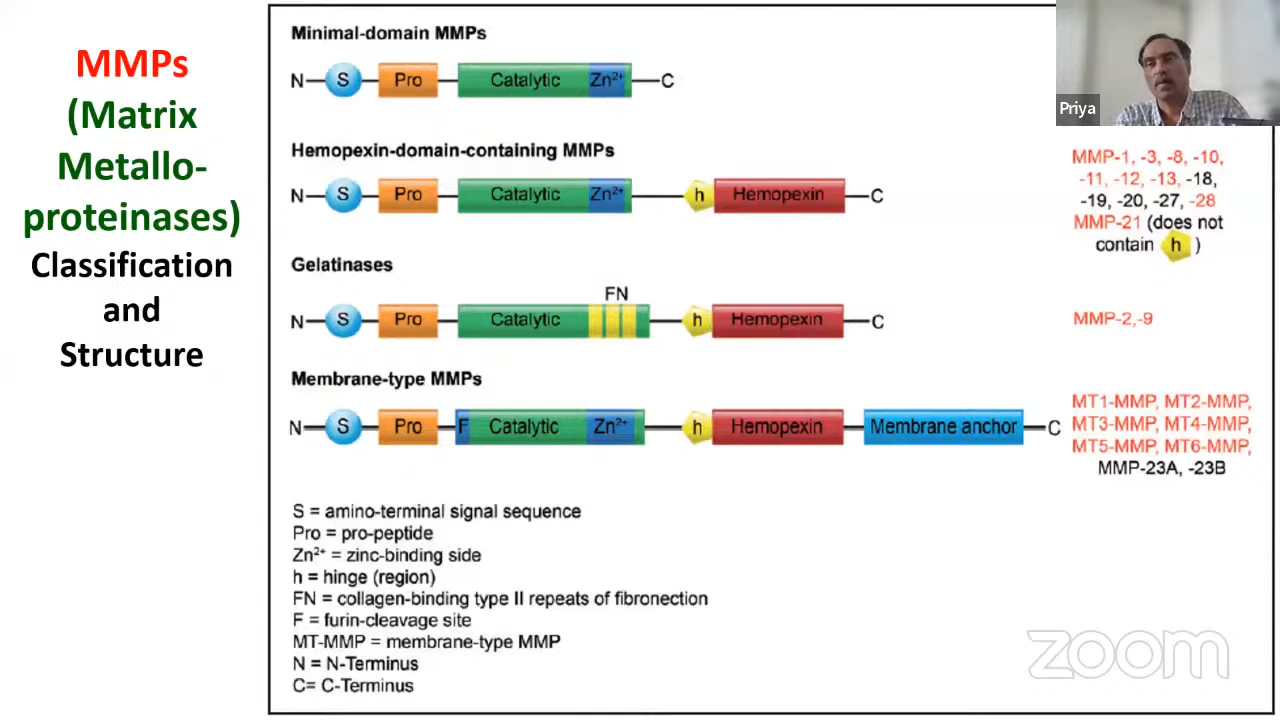 MMPs
(Matrix
Metallo-
proteinases)
Classification
and
Structure
Minimal-domain MMPs
N S Pro Catalytic Zn²⁺ C
Priya
Hemopexin-domain-containing MMPs
N S Pro Catalytic Zn²⁺ h Hemopexin C
MMP-1, -3, -8, -10,
-11, -12, -13, -18,
-19, -20, -27, -28
MMP-21 (does not
contain h )
Gelatinases
FN
N S Pro Catalytic h Hemopexin C
MMP-2,-9
Membrane-type MMPs
N S Pro F Catalytic Zn²⁺ h Hemopexin Membrane anchor C
MT1-MMP, MT2-MMP,
MT3-MMP, MT4-MMP,
MT5-MMP, MT6-MMP,
MMP-23A, -23B
S = amino-terminal signal sequence
Pro = pro-peptide
Zn²⁺ = zinc-binding side
h = hinge (region)
FN = collagen-binding type II repeats of fibronection
F = furin-cleavage site
MT-MMP = membrane-type MMP
N = N-Terminus
C= C-Terminus
zoom